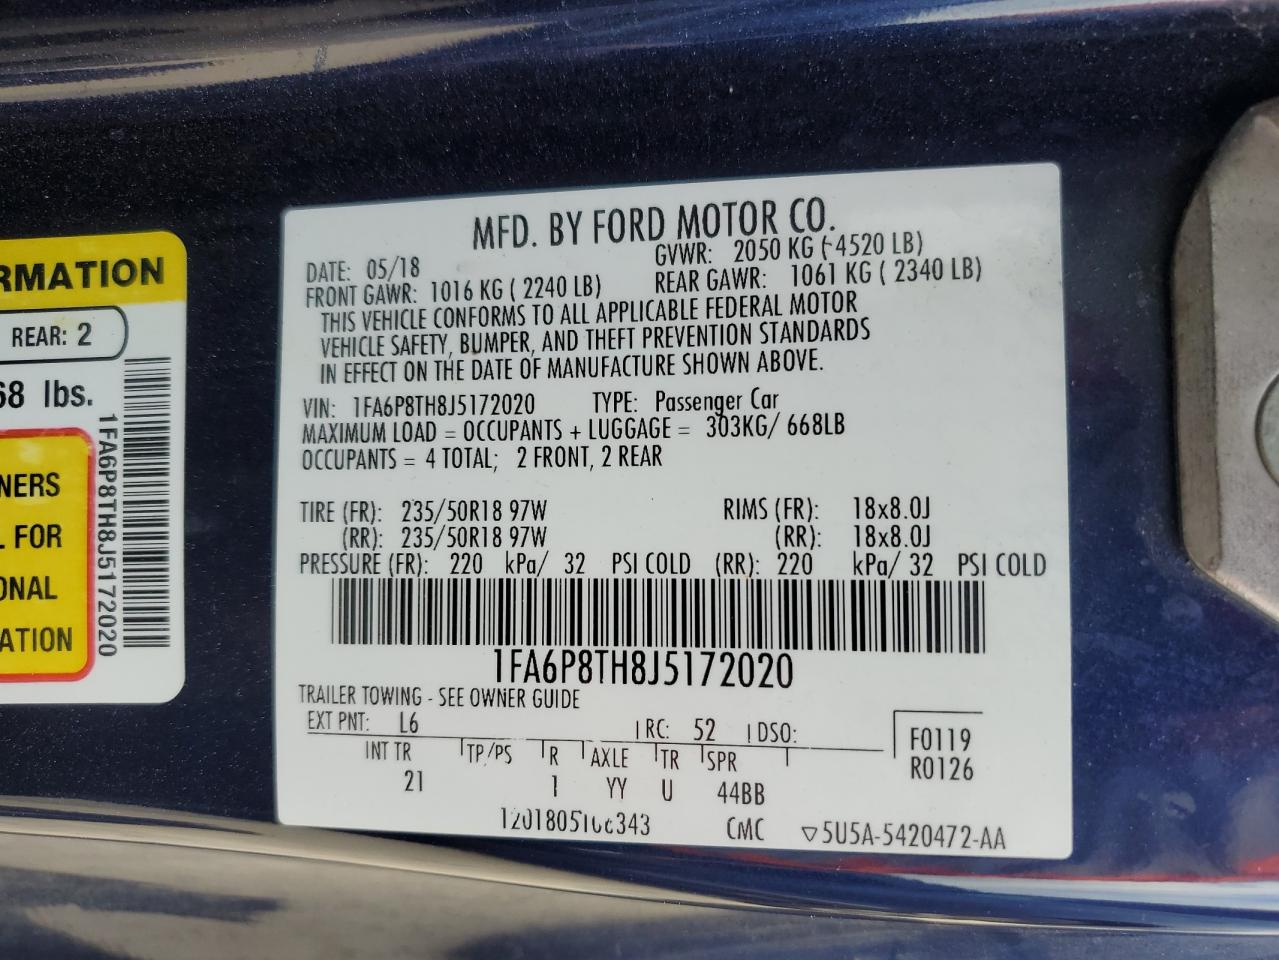 RMATION
REAR: 2
68 lbs.
NERS
L FOR
ONAL
ATION
1FA6P8TH8J5172020
MFD. BY FORD MOTOR CO.
DATE: 05/18 GVWR: 2050 KG (4520 LB)
FRONT GAWR: 1016 KG ( 2240 LB) REAR GAWR: 1061 KG ( 2340 LB)
THIS VEHICLE CONFORMS TO ALL APPLICABLE FEDERAL MOTOR
VEHICLE SAFETY, BUMPER, AND THEFT PREVENTION STANDARDS
IN EFFECT ON THE DATE OF MANUFACTURE SHOWN ABOVE.
VIN: 1FA6P8TH8J5172020 TYPE: Passenger Car
MAXIMUM LOAD = OCCUPANTS + LUGGAGE = 303KG/ 668LB
OCCUPANTS = 4 TOTAL; 2 FRONT, 2 REAR
TIRE (FR): 235/50R18 97W RIMS (FR): 18x8.0J
(RR): 235/50R18 97W (RR): 18x8.0J
PRESSURE (FR): 220 kPa/ 32 PSI COLD (RR): 220 kPa/ 32 PSI COLD
1FA6P8TH8J5172020
TRAILER TOWING - SEE OWNER GUIDE
EXT PNT: L6 RC: 52 DSO:
INT TR TP/PS R AXLE TR SPR
21 1 YY U 44BB
F0119
R0126
CMC ▽5U5A-5420472-AA